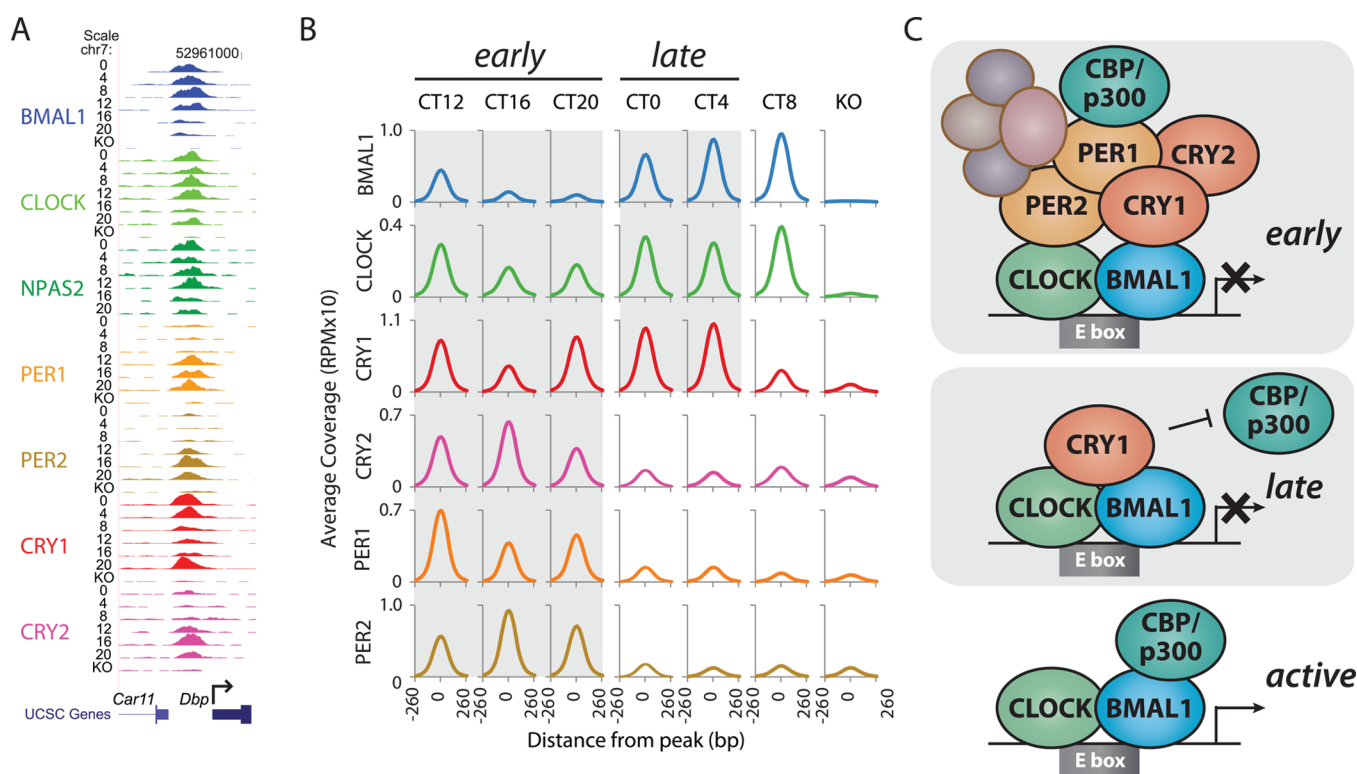 A
Scale
chr7:
52961000
BMAL1
0
4
8
12
16
20
KO
CLOCK
0
4
8
12
16
20
KO
NPAS2
0
4
8
12
16
20
PER1
0
4
8
12
16
20
KO
PER2
0
4
8
12
16
20
KO
CRY1
0
4
8
12
16
20
KO
CRY2
0
4
8
12
16
20
KO
Car11
Dbp
UCSC Genes
B
early
late
CT12
CT16
CT20
CT0
CT4
CT8
KO
Average Coverage (RPMx10)
BMAL1
1.0
0
CLOCK
0.4
0
CRY1
1.1
0
CRY2
0.7
0
PER1
0.7
0
PER2
1.0
0
-260 0 260
-260 0 260
-260 0 260
-260 0 260
-260 0 260
-260 0 260
-260 0 260
Distance from peak (bp)
C
CBP/
p300
PER1
CRY2
PER2
CRY1
early
CLOCK
BMAL1
E box
CBP/
p300
CRY1
late
CLOCK
BMAL1
E box
CBP/
p300
active
CLOCK
BMAL1
E box